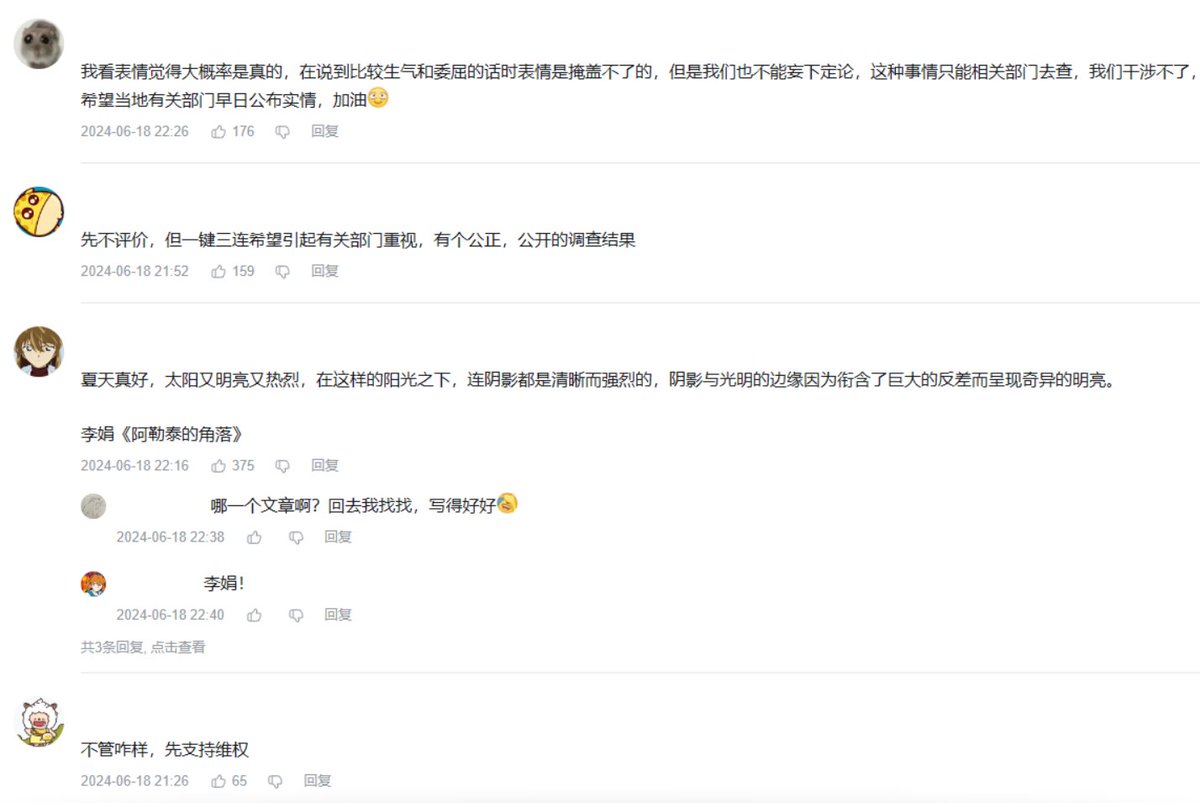 我看表情觉得大概率是真的，在说到比较生气和委屈的话时表情是掩盖不了的，但是我们也不能妄下定论，这种事情只能相关部门去查，我们干涉不了，
希望当地有关部门早日公布实情，加油
2024-06-18 22:26 176 回复
先不评价，但一键三连希望引起有关部门重视，有个公正，公开的调查结果
2024-06-18 21:52 159 回复
夏天真好，太阳又明亮又热烈，在这样的阳光之下，连阴影都是清晰而强烈的，阴影与光明的边缘因为衔含了巨大的反差而呈现奇异的明亮。
李娟《阿勒泰的角落》
2024-06-18 22:16 375 回复
哪一个文章啊？回去我找找，写得好好
2024-06-18 22:38 回复
李娟！
2024-06-18 22:40 回复
共3条回复, 点击查看
不管咋样，先支持维权
2024-06-18 21:26 65 回复